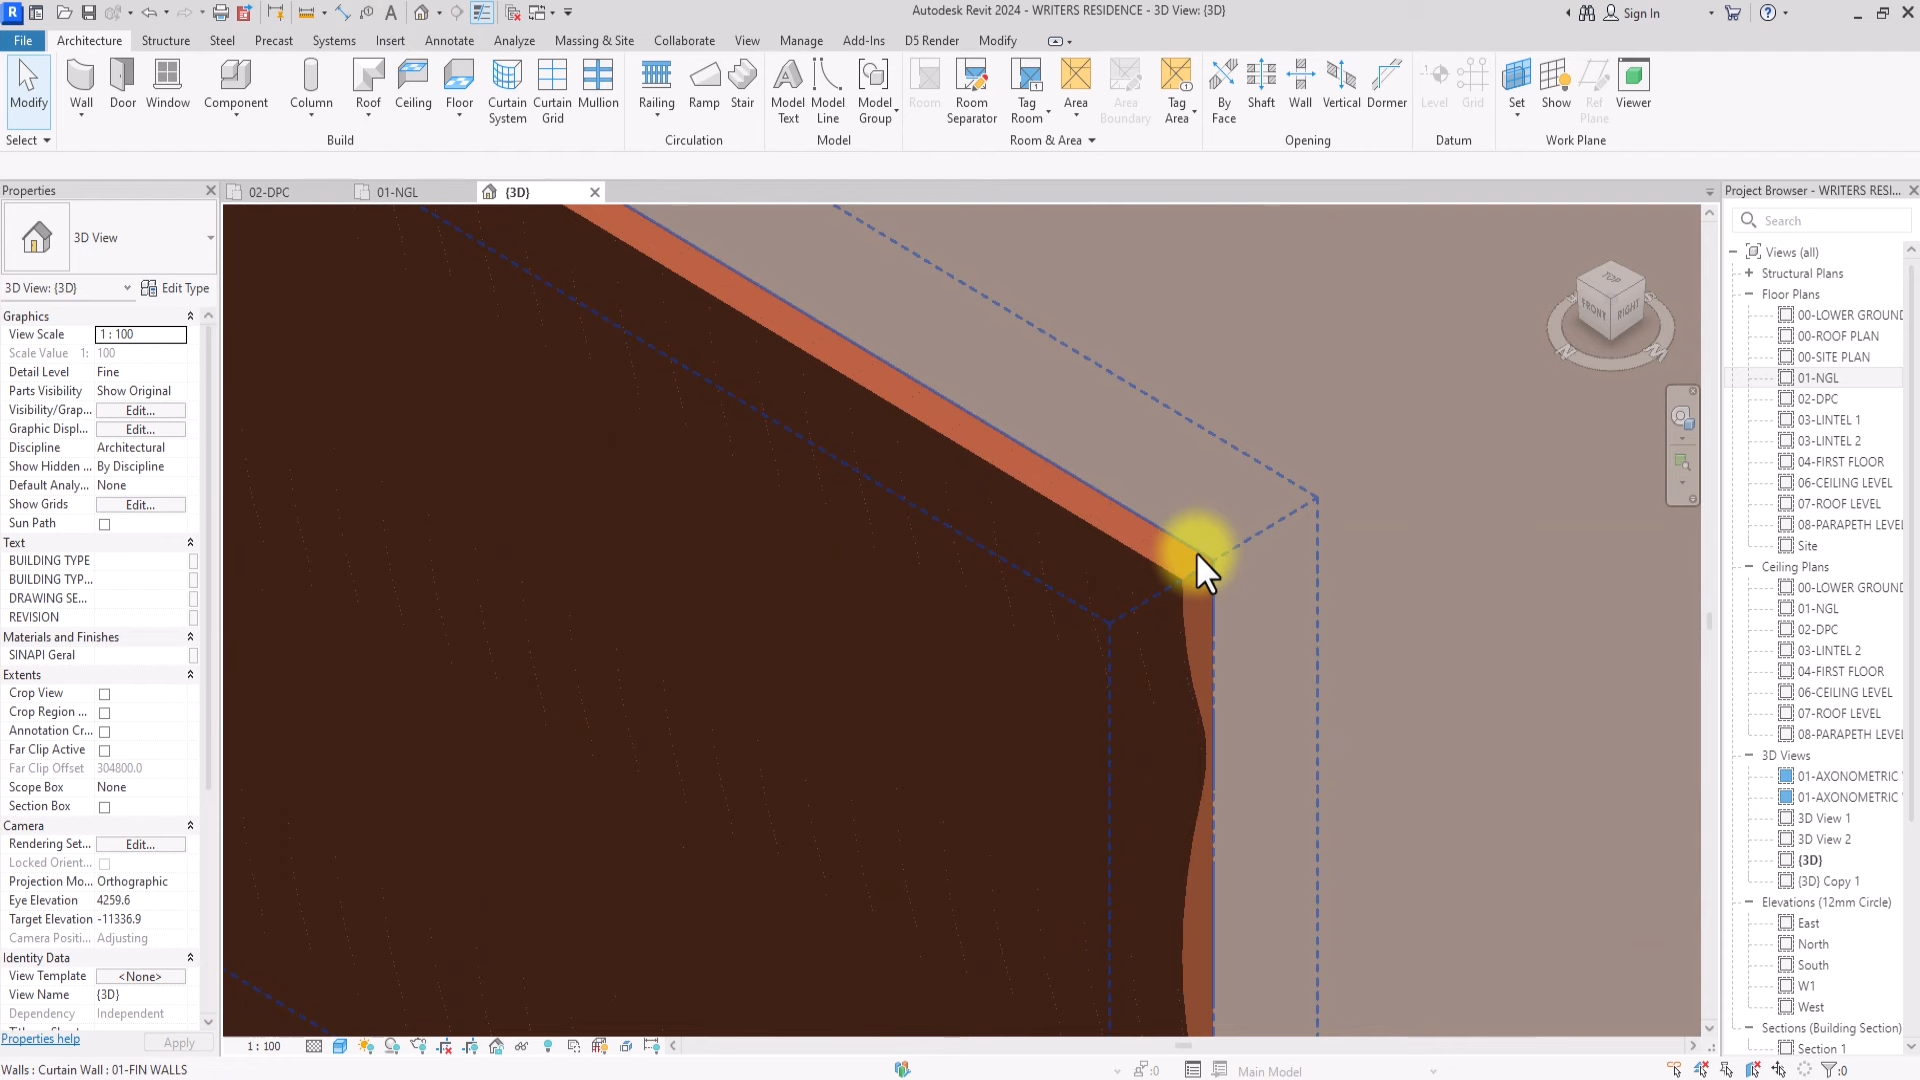 Autodesk Revit 2024 - WRITERS RESIDENCE - 3D View: {3D}
Sign In
File Architecture Structure Steel Precast Systems Insert Annotate Analyze Massing & Site Collaborate View Manage Add-Ins D5 Render Modify
Modify Wall Door Window Component Column Roof Ceiling Floor Curtain System Curtain Grid Mullion Railing Ramp Stair Model Text Model Line Model Group Room Room Separator Tag Room Area Area Boundary Tag Area By Face Shaft Wall Vertical Dormer Level Grid Set Show Ref Plane Viewer
Select Build Circulation Model Room & Area Opening Datum Work Plane
Properties
02-DPC 01-NGL {3D}
Project Browser - WRITERS RESI...
3D View
3D View: {3D} Edit Type
Graphics
View Scale 1 : 100
Scale Value 1: 100
Detail Level Fine
Parts Visibility Show Original
Visibility/Grap... Edit...
Graphic Displ... Edit...
Discipline Architectural
Show Hidden ... By Discipline
Default Analy... None
Show Grids Edit...
Sun Path
Text
BUILDING TYPE
BUILDING TYP...
DRAWING SE...
REVISION
Materials and Finishes
SINAPI Geral
Extents
Crop View
Crop Region ...
Annotation Cr...
Far Clip Active
Far Clip Offset 304800.0
Scope Box None
Section Box
Camera
Rendering Set... Edit...
Locked Orient...
Projection Mo... Orthographic
Eye Elevation 4259.6
Target Elevation -11336.9
Camera Positi... Adjusting
Identity Data
View Template <None>
View Name {3D}
Dependency Independent
Properties help Apply
TOP
FRONT RIGHT
Search
Views (all)
Structural Plans
Floor Plans
00-LOWER GROUND
00-ROOF PLAN
00-SITE PLAN
01-NGL
02-DPC
03-LINTEL 1
03-LINTEL 2
04-FIRST FLOOR
06-CEILING LEVEL
07-ROOF LEVEL
08-PARAPETH LEVEL
Site
Ceiling Plans
00-LOWER GROUND
01-NGL
02-DPC
03-LINTEL 2
04-FIRST FLOOR
06-CEILING LEVEL
07-ROOF LEVEL
08-PARAPETH LEVEL
3D Views
01-AXONOMETRIC
01-AXONOMETRIC
3D View 1
3D View 2
{3D}
{3D} Copy 1
Elevations (12mm Circle)
East
North
South
W1
West
Sections (Building Section)
Section 1
1 : 100
Walls : Curtain Wall : 01-FIN WALLS
:0
Main Model
:0